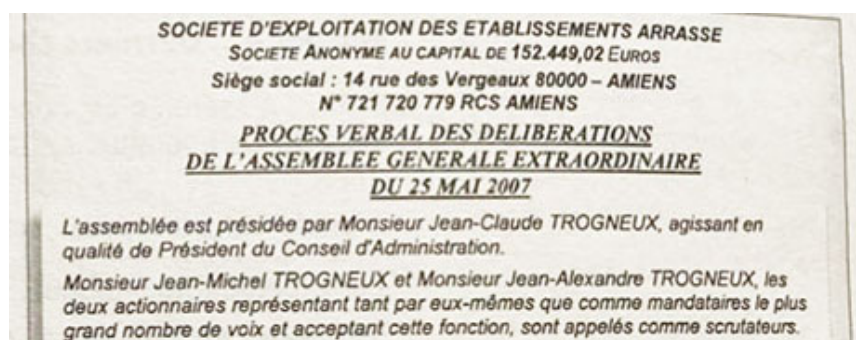 SOCIETE D'EXPLOITATION DES ETABLISSEMENTS ARRASSE
SOCIETE ANONYME AU CAPITAL DE 152.449,02 EUROS
Siège social : 14 rue des Vergeaux 80000 – AMIENS
N° 721 720 779 RCS AMIENS
PROCES VERBAL DES DELIBERATIONS
DE L'ASSEMBLEE GENERALE EXTRAORDINAIRE
DU 25 MAI 2007
L'assemblée est présidée par Monsieur Jean-Claude TROGNEUX, agissant en
qualité de Président du Conseil d'Administration.
Monsieur Jean-Michel TROGNEUX et Monsieur Jean-Alexandre TROGNEUX, les
deux actionnaires représentant tant par eux-mêmes que comme mandataires le plus
grand nombre de voix et acceptant cette fonction, sont appelés comme scrutateurs.